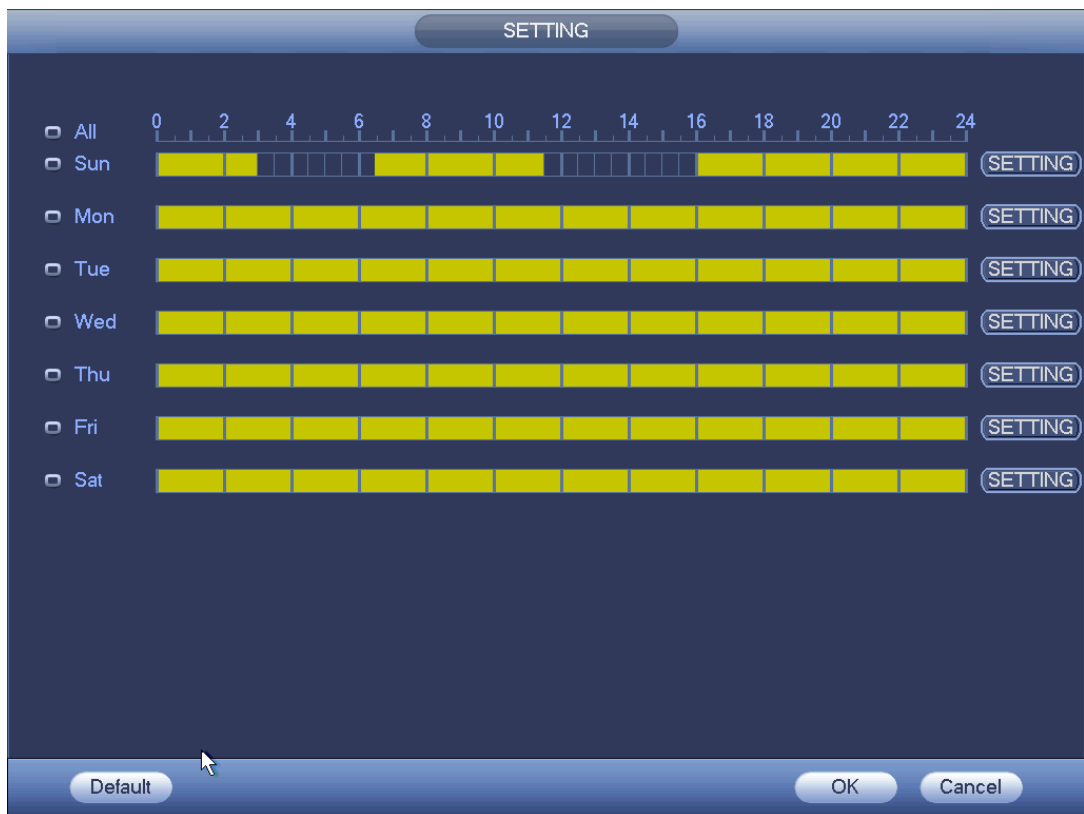 SETTING
0 2 4 6 8 10 12 14 16 18 20 22 24
All
Sun SETTING
Mon SETTING
Tue SETTING
Wed SETTING
Thu SETTING
Fri SETTING
Sat SETTING
Default OK Cancel